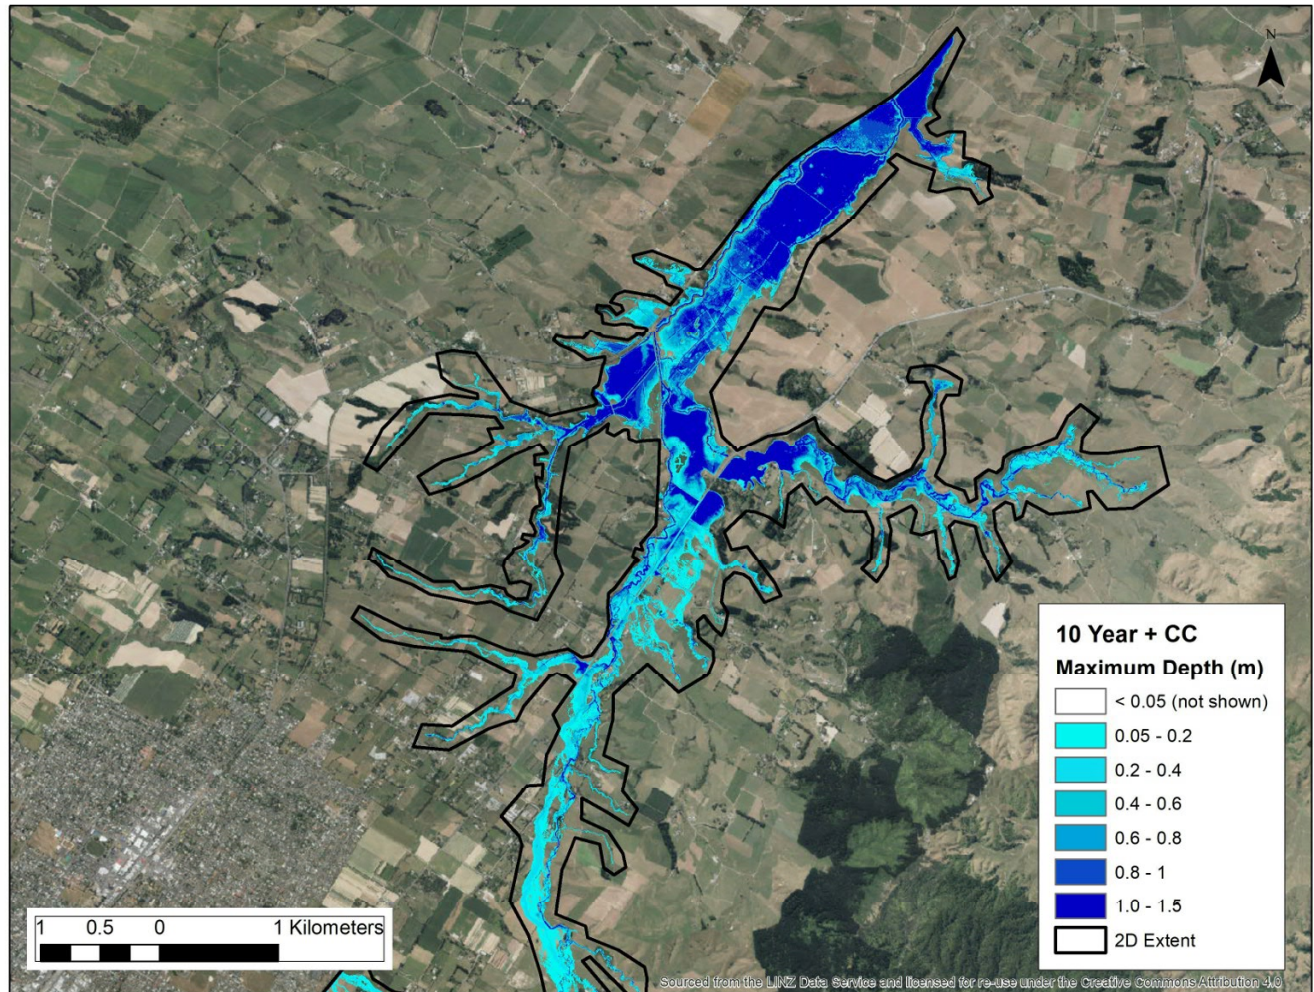 N
10 Year + CC
Maximum Depth (m)
< 0.05 (not shown)
0.05 - 0.2
0.2 - 0.4
0.4 - 0.6
0.6 - 0.8
0.8 - 1
1.0 - 1.5
2D Extent
1 0.5 0 1 Kilometers
Sourced from the LINZ Data Service and licensed for re-use under the Creative Commons Attribution 4.0